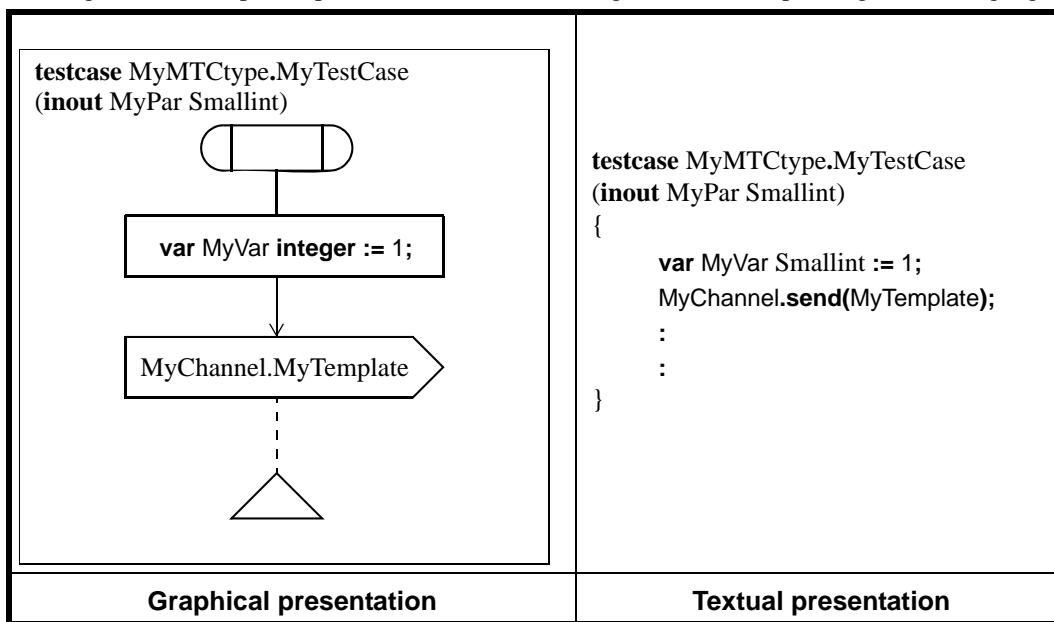 testcase MyMTCtype.MyTestCase
(inout MyPar Smallint)
var MyVar integer := 1;
MyChannel.MyTemplate
testcase MyMTCtype.MyTestCase
(inout MyPar Smallint)
{
var MyVar Smallint := 1;
MyChannel.send(MyTemplate);
:
:
}
Graphical presentation
Textual presentation